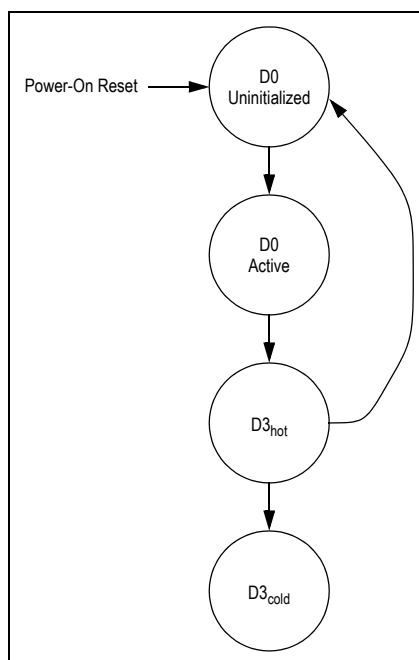 D0
Uninitialized
Power-On Reset
D0
Active
D3hot
D3cold